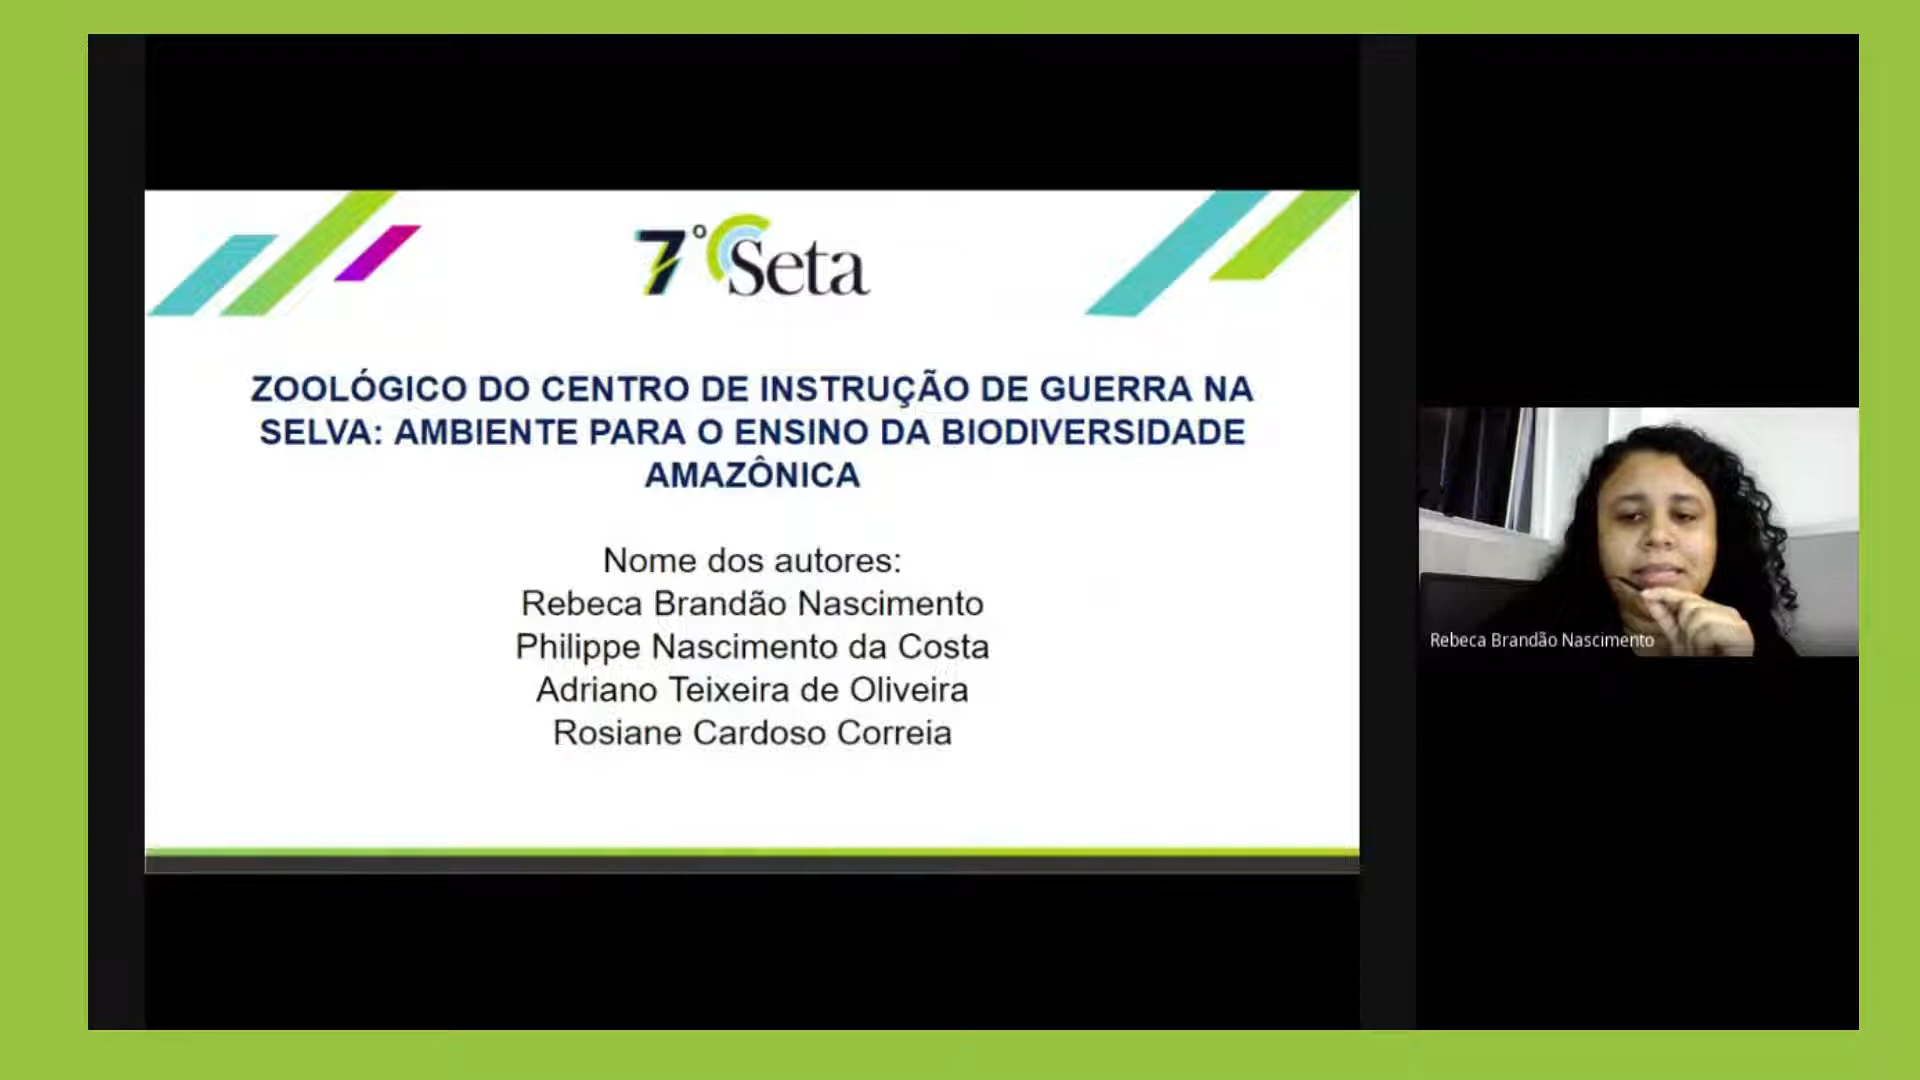 7º Seta
ZOOLÓGICO DO CENTRO DE INSTRUÇÃO DE GUERRA NA
SELVA: AMBIENTE PARA O ENSINO DA BIODIVERSIDADE
AMAZÔNICA
Nome dos autores:
Rebeca Brandão Nascimento
Philippe Nascimento da Costa
Adriano Teixeira de Oliveira
Rosiane Cardoso Correia
Rebeca Brandão Nascimento